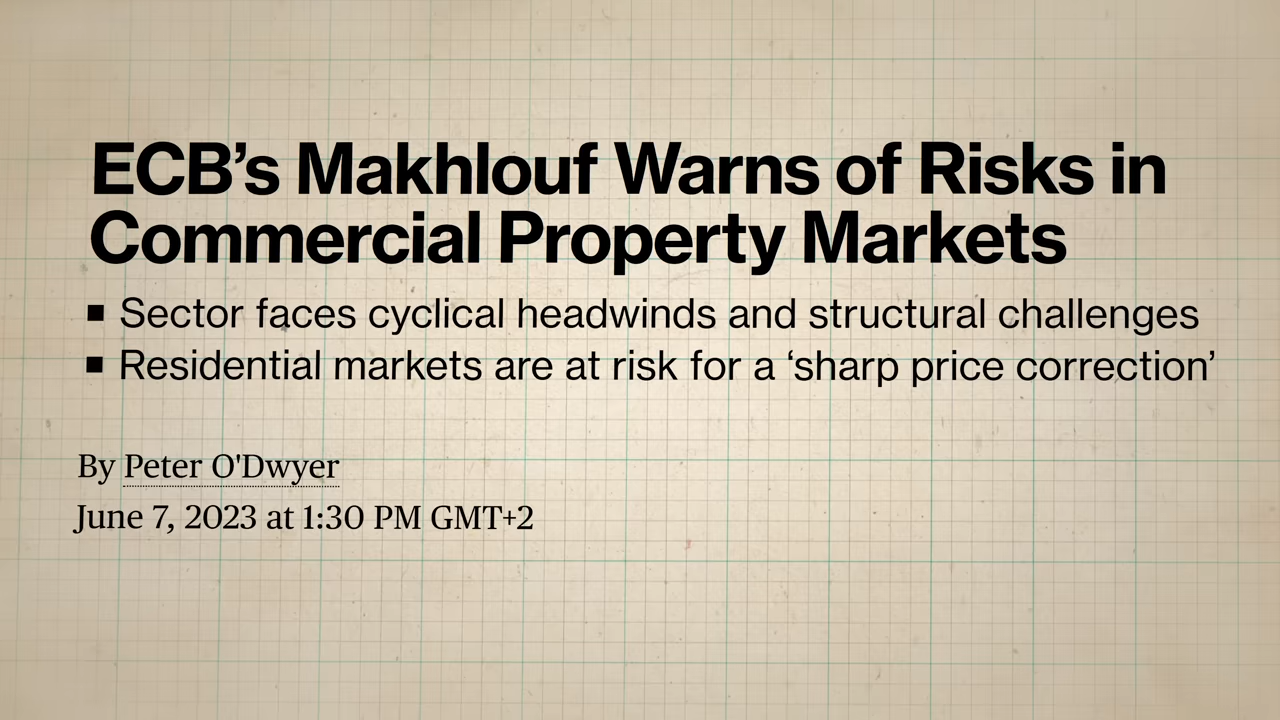 ECB’s Makhlouf Warns of Risks in
Commercial Property Markets
■ Sector faces cyclical headwinds and structural challenges
■ Residential markets are at risk for a ‘sharp price correction’
By Peter O'Dwyer
June 7, 2023 at 1:30 PM GMT+2